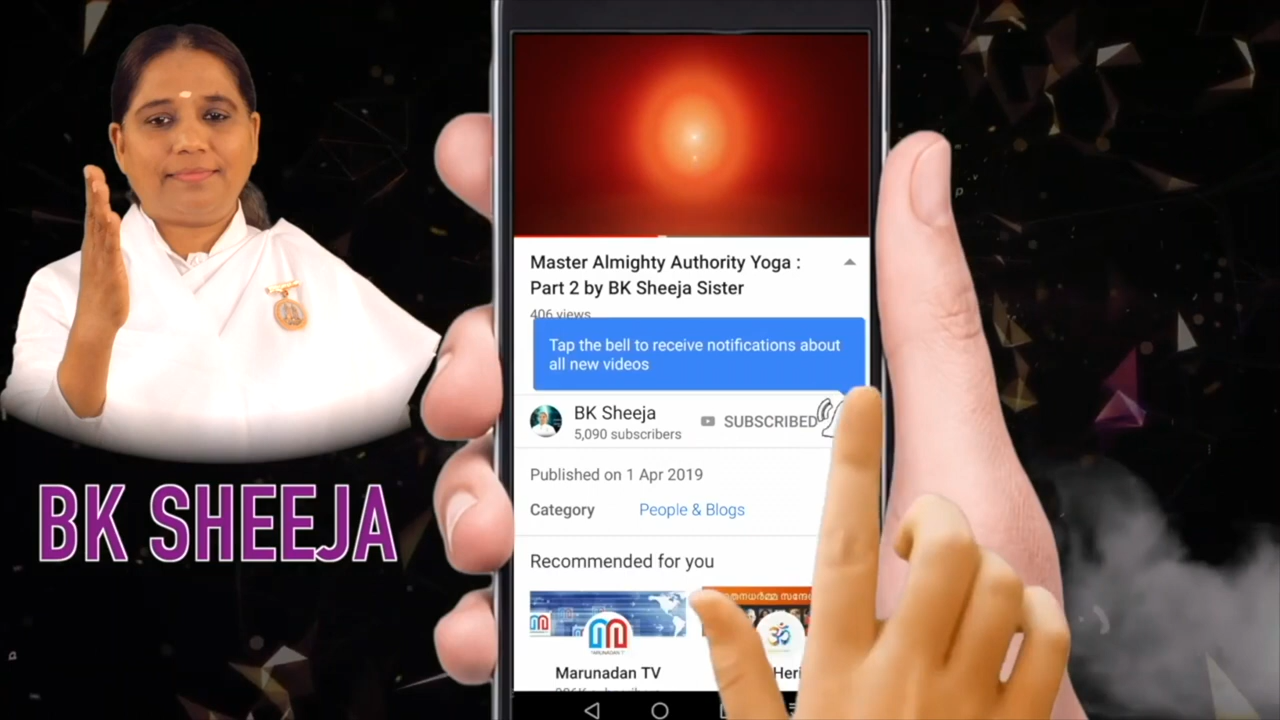 BK SHEEJA
Master Almighty Authority Yoga :
Part 2 by BK Sheeja Sister
406 views
Tap the bell to receive notifications about
all new videos
BK Sheeja
5,090 subscribers
SUBSCRIBED
Published on 1 Apr 2019
Category
People & Blogs
Recommended for you
MARUNADAN T
Marunadan TV
Heri